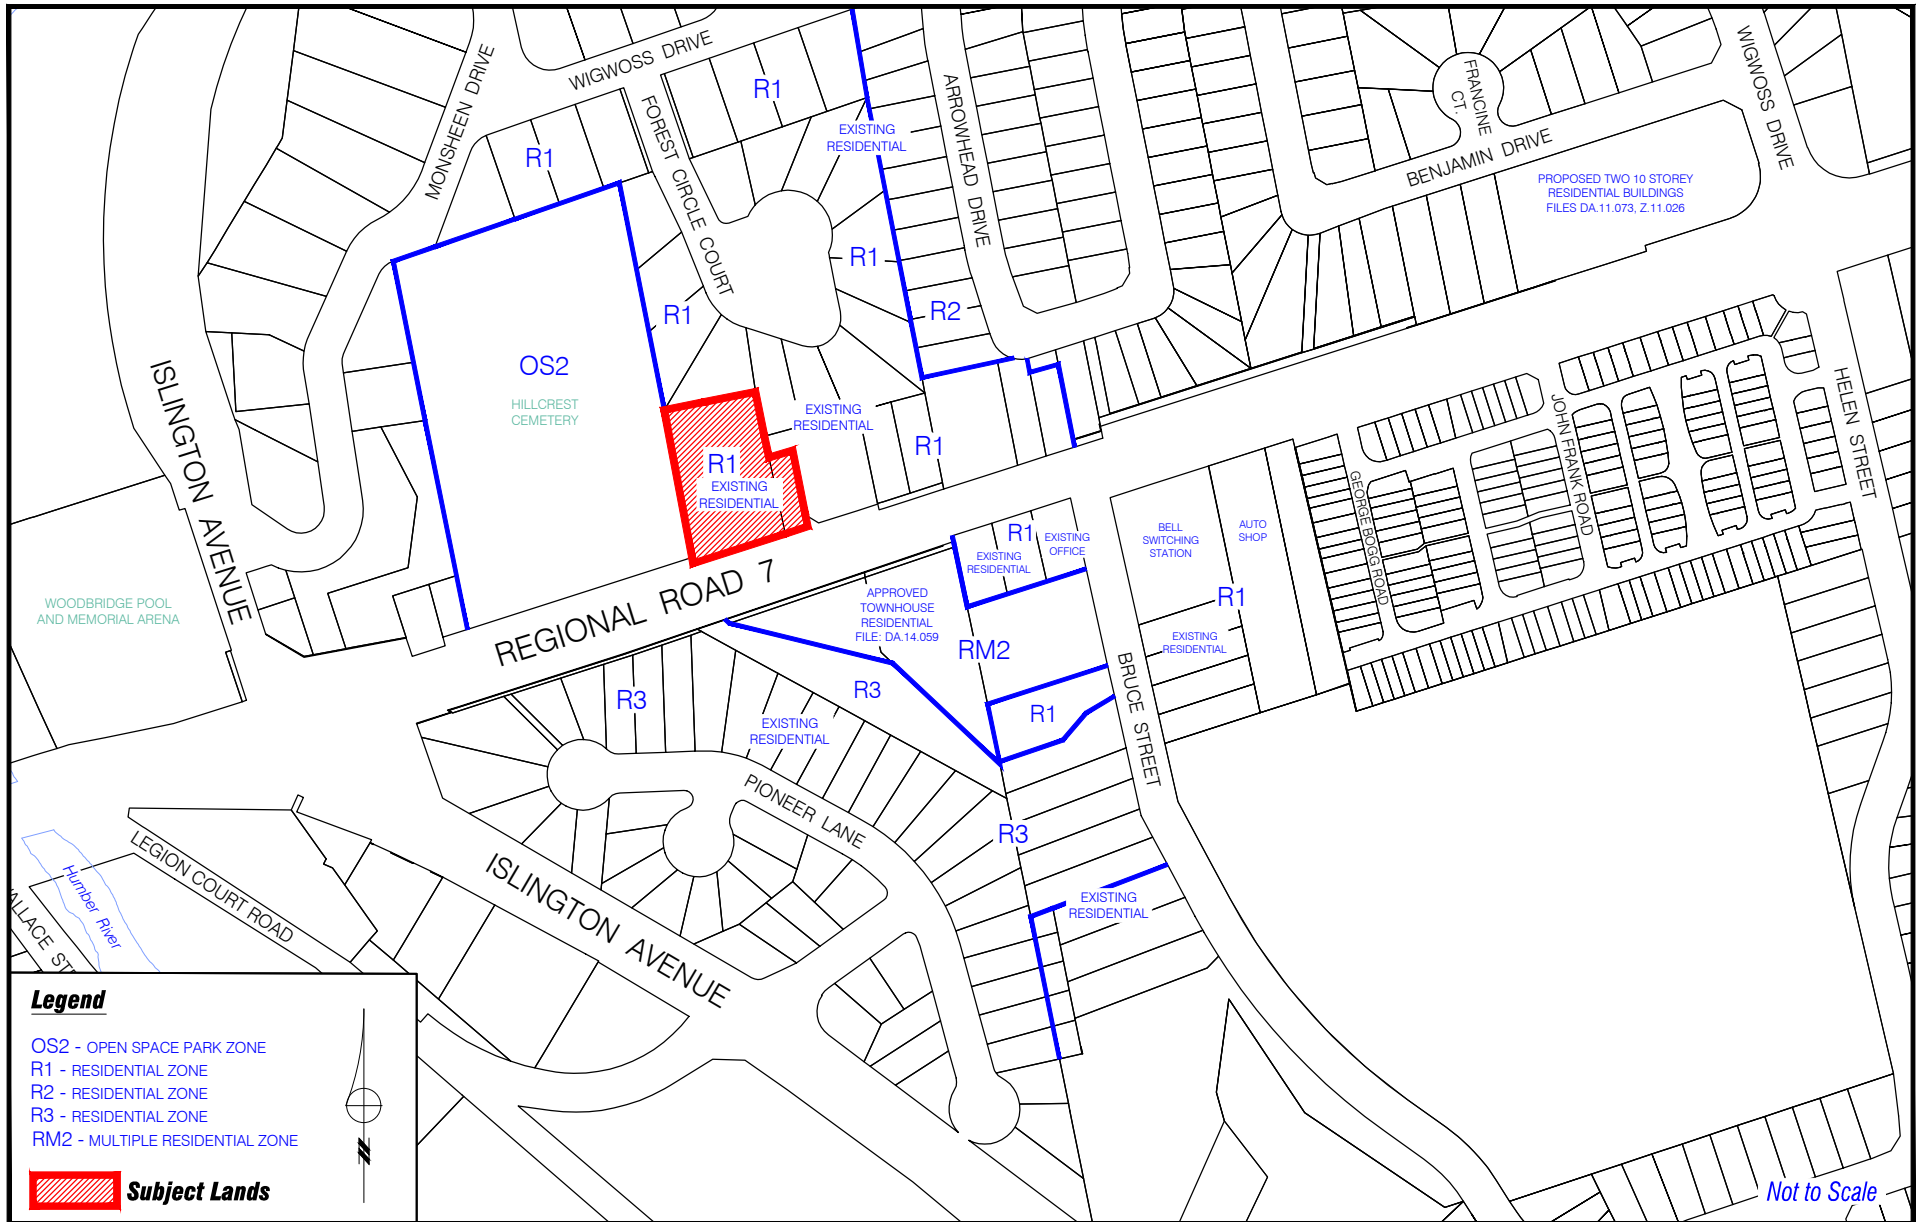 WIGWOSS DRIVE
MONSHEEN DRIVE
FOREST CIRCLE COURT
ARROWHEAD DRIVE
FRANCINE
CT.
WIGWOSS DRIVE
BENJAMIN DRIVE
R1
EXISTING
RESIDENTIAL
R1
PROPOSED TWO 10 STOREY
RESIDENTIAL BUILDINGS
FILES DA.11.073, Z.11.026
R1
R1
R2
OS2
HILLCREST
CEMETERY
ISLINGTON AVENUE
EXISTING
RESIDENTIAL
R1
R1
EXISTING
RESIDENTIAL
HELEN STREET
JOHN FRANK ROAD
GEORGE BOGG ROAD
R1
EXISTING
OFFICE
EXISTING
RESIDENTIAL
BELL
SWITCHING
STATION
AUTO
SHOP
R1
EXISTING
RESIDENTIAL
WOODBRIDGE POOL
AND MEMORIAL ARENA
REGIONAL ROAD 7
APPROVED
TOWNHOUSE
RESIDENTIAL
FILE: DA.14.059
RM2
R3
R3
R1
BRUCE STREET
EXISTING
RESIDENTIAL
PIONEER LANE
R3
LEGION COURT ROAD
Humber River
ISLINGTON AVENUE
EXISTING
RESIDENTIAL
Legend
OS2 - OPEN SPACE PARK ZONE
R1 - RESIDENTIAL ZONE
R2 - RESIDENTIAL ZONE
R3 - RESIDENTIAL ZONE
RM2 - MULTIPLE RESIDENTIAL ZONE
Subject Lands
Not to Scale